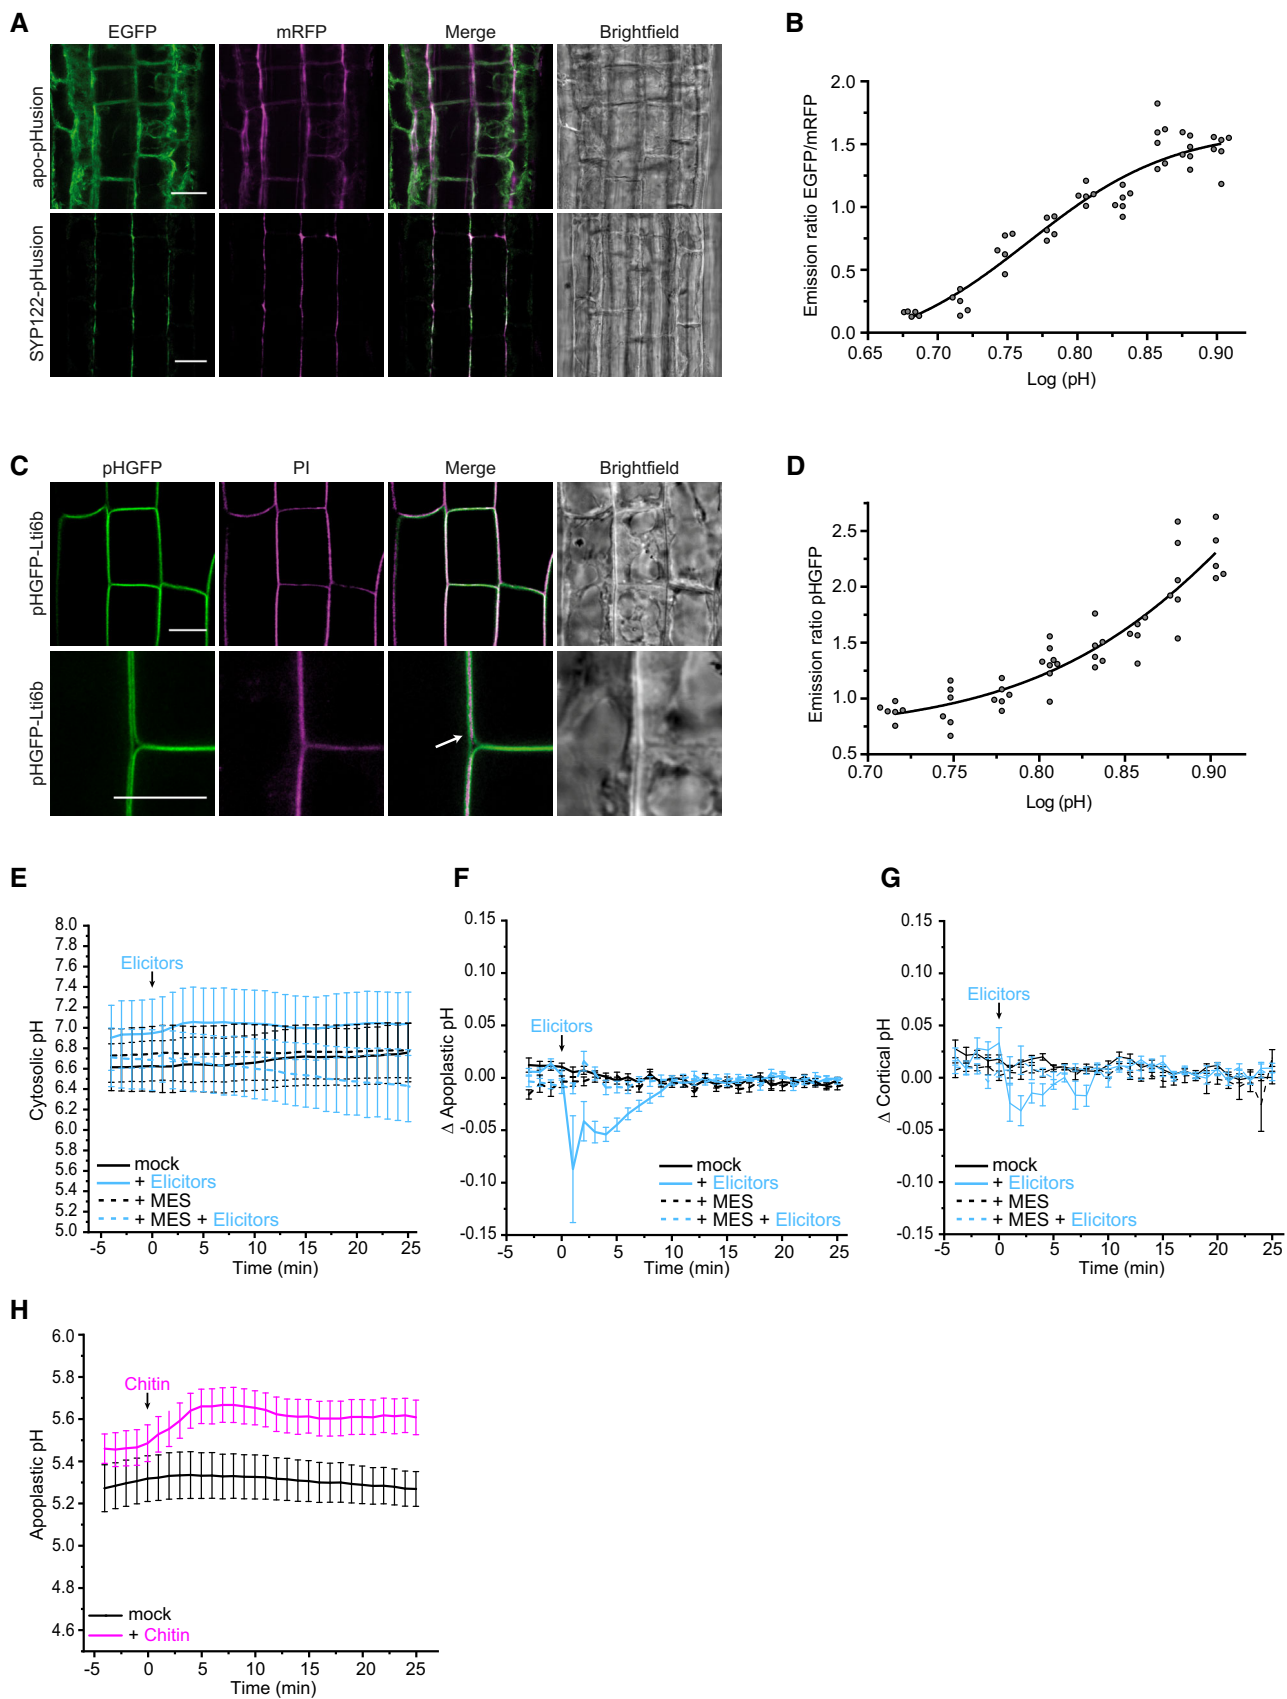 A
EGFP mRFP Merge Brightfield
apo-pHusion
SYP122-pHusion
B
Emission ratio EGFP/mRFP
2.0
1.5
1.0
0.5
0.0
0.65 0.70 0.75 0.80 0.85 0.90
Log (pH)
C
pHGFP PI Merge Brightfield
pHGFP-Lti6b
pHGFP-Lti6b
D
Emission ratio pHGFP
2.5
2.0
1.5
1.0
0.5
0.70 0.75 0.80 0.85 0.90
Log (pH)
E
Cytosolic pH
8.0
7.8
7.6
7.4
7.2
7.0
6.8
6.6
6.4
6.2
6.0
5.8
5.6
5.4
5.2
5.0
Elicitors
mock
+ Elicitors
+ MES
+ MES + Elicitors
-5 0 5 10 15 20 25
Time (min)
F
Δ Apoplastic pH
0.15
0.10
0.05
0.00
-0.05
-0.10
-0.15
Elicitors
mock
+ Elicitors
+ MES
+ MES + Elicitors
-5 0 5 10 15 20 25
Time (min)
G
Δ Cortical pH
0.15
0.10
0.05
0.00
-0.05
-0.10
-0.15
Elicitors
mock
+ Elicitors
+ MES
+ MES + Elicitors
-5 0 5 10 15 20 25
Time (min)
H
Apoplastic pH
6.0
5.8
5.6
5.4
5.2
5.0
4.8
4.6
Chitin
mock
+ Chitin
-5 0 5 10 15 20 25
Time (min)